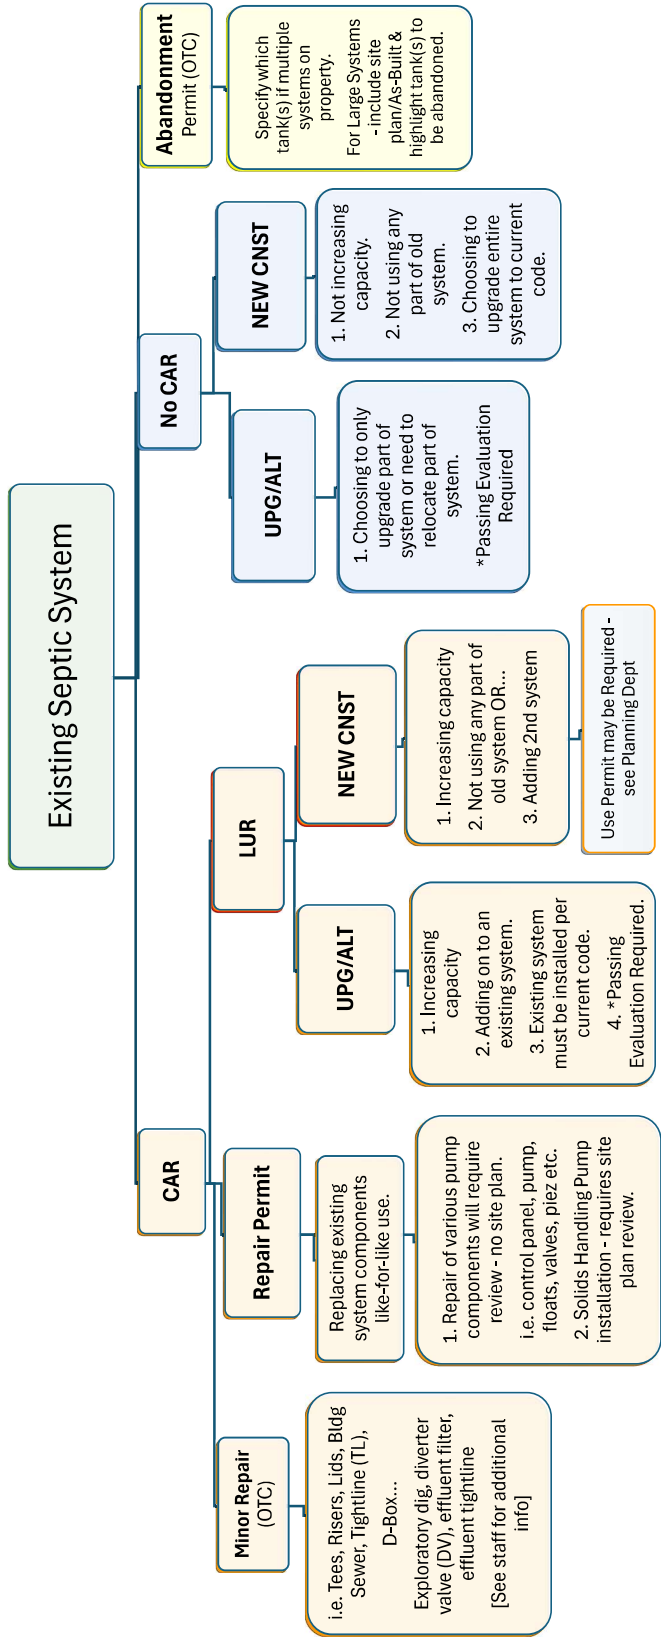 Existing Septic System
CAR
Minor Repair
(OTC)
i.e. Tees, Risers, Lids, Bldg
Sewer, Tightline (TL),
D-Box...
Exploratory dig, diverter
valve (DV), effluent filter,
effluent tightline
[See staff for additional
info]
Repair Permit
Replacing existing
system components
like-for-like use.
1. Repair of various pump
components will require
review - no site plan.
i.e. control panel, pump,
floats, valves, piez etc.
2. Solids Handling Pump
installation - requires site
plan review.
LUR
UPG/ALT
1. Increasing
capacity
2. Adding on to an
existing system.
3. Existing system
must be installed per
current code.
4. *Passing
Evaluation Required.
NEW CNST
1. Increasing capacity
2. Not using any part of
old system OR...
3. Adding 2nd system
Use Permit may be Required -
see Planning Dept
No CAR
UPG/ALT
1. Choosing to only
upgrade part of
system or need to
relocate part of
system.
*Passing Evaluation
Required
NEW CNST
1. Not increasing
capacity.
2. Not using any
part of old
system.
3. Choosing to
upgrade entire
system to current
code.
Abandonment
Permit (OTC)
Specify which
tank(s) if multiple
systems on
property.
For Large Systems
- include site
plan/As-Built &
highlight tank(s) to
be abandoned.